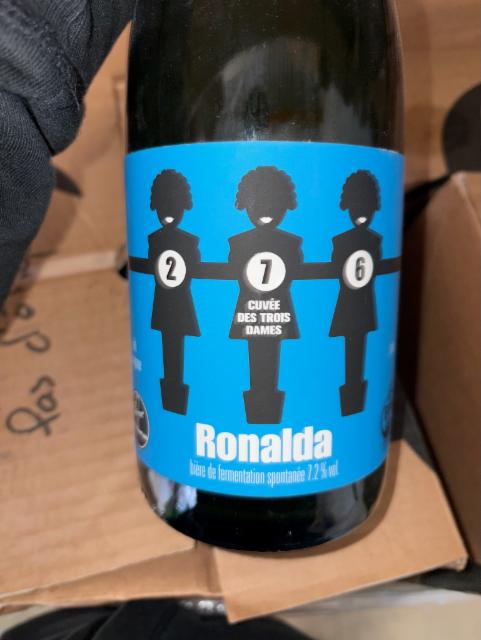 2 7 6
CUVÉE
DES TROIS
DAMES
Ronalda
bière de fermentation spontanée 7.2 % vol.